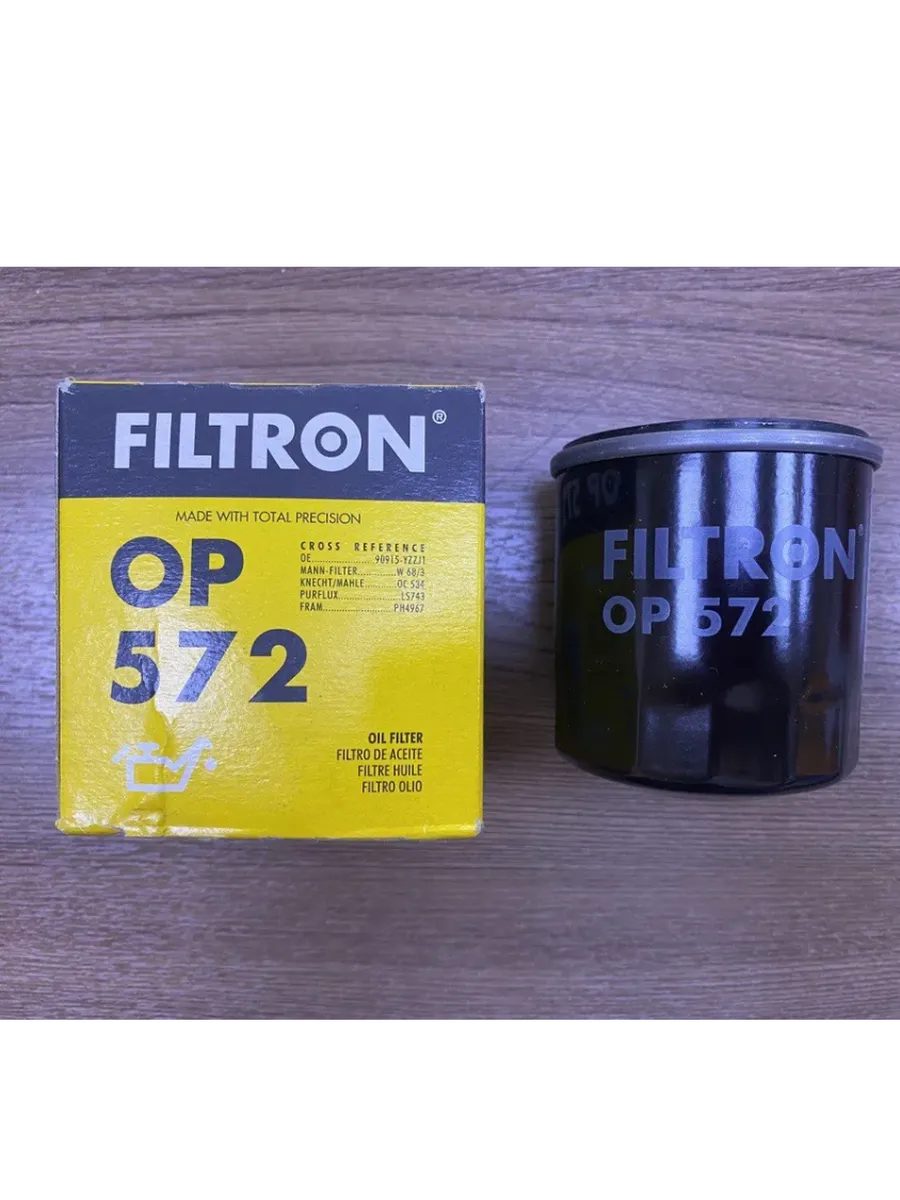 FILTRON®
MADE WITH TOTAL PRECISION
OP
572
CROSS REFERENCE
OE........................90915-YZZJ1
MANN-FILTER..............W 68/3
KNECHT/MAHLE...........OC 534
PURFLUX......................LS743
FRAM..........................PH4967
OIL FILTER
FILTRO DE ACEITE
FILTRE HUILE
FILTRO OLIO
FILTRON®
OP 572